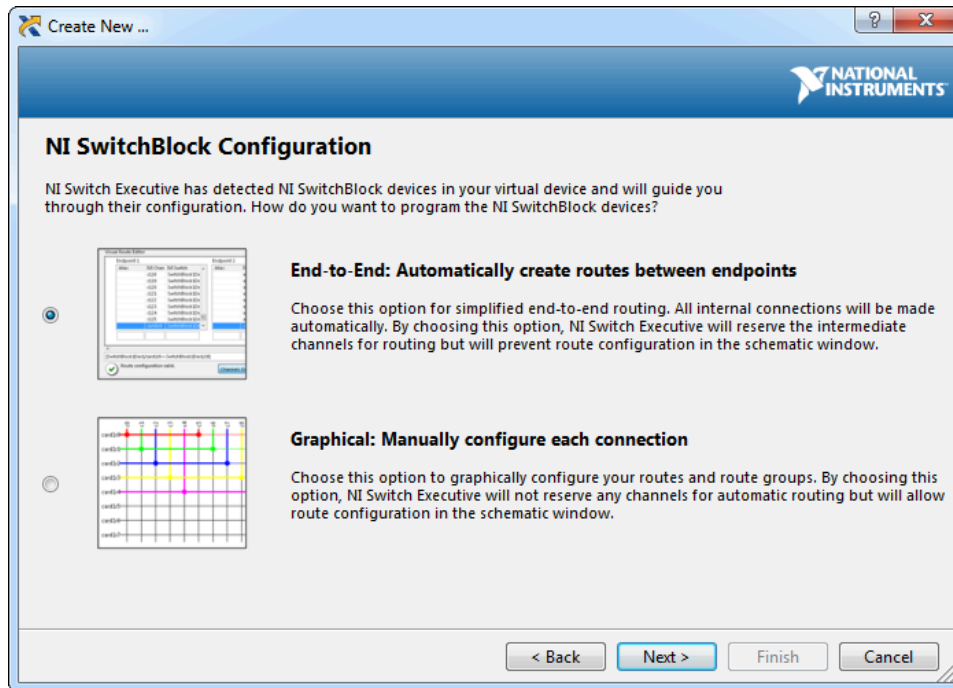 Create New ...
NATIONAL
INSTRUMENTS
NI SwitchBlock Configuration
NI Switch Executive has detected NI SwitchBlock devices in your virtual device and will guide you
through their configuration. How do you want to program the NI SwitchBlock devices?
End-to-End: Automatically create routes between endpoints
Choose this option for simplified end-to-end routing. All internal connections will be made
automatically. By choosing this option, NI Switch Executive will reserve the intermediate
channels for routing but will prevent route configuration in the schematic window.
Graphical: Manually configure each connection
Choose this option to graphically configure your routes and route groups. By choosing this
option, NI Switch Executive will not reserve any channels for automatic routing but will allow
route configuration in the schematic window.
< Back
Next >
Finish
Cancel